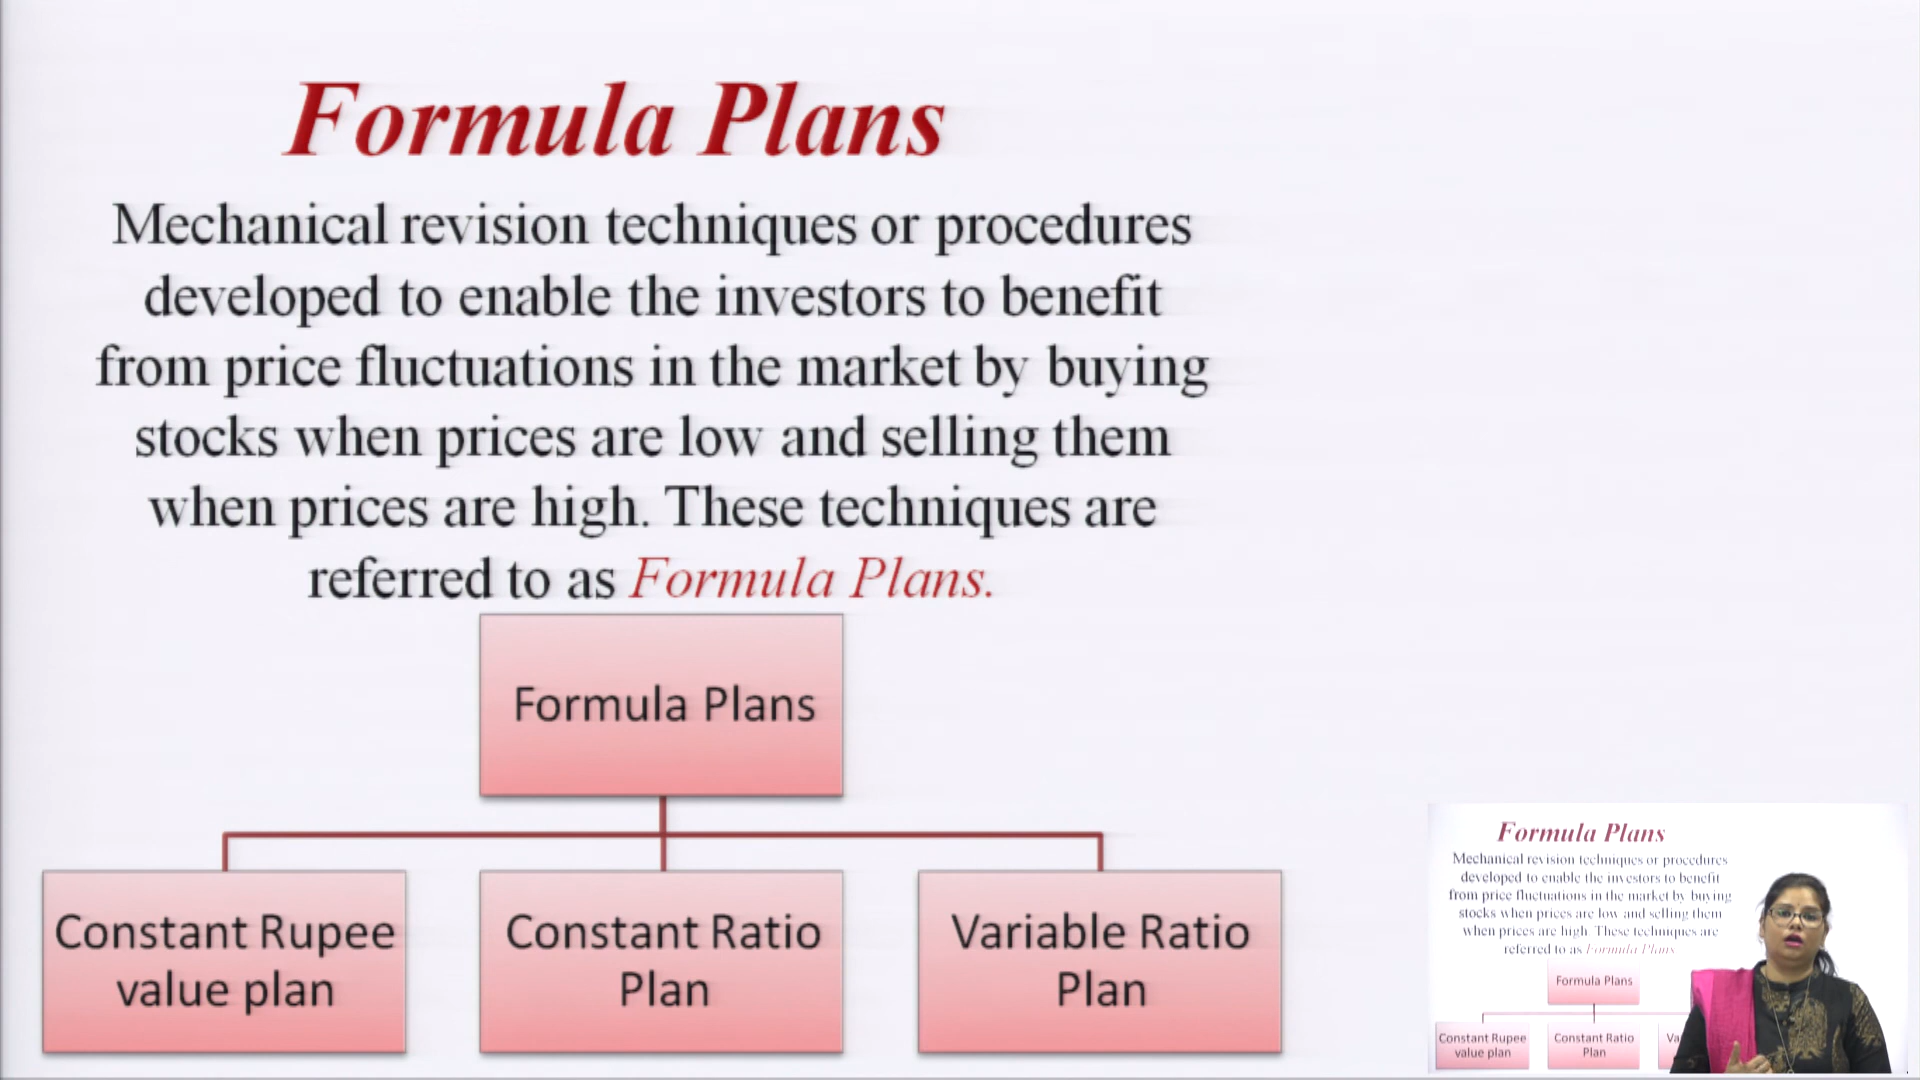 Formula Plans
Mechanical revision techniques or procedures
developed to enable the investors to benefit
from price fluctuations in the market by buying
stocks when prices are low and selling them
when prices are high. These techniques are
referred to as Formula Plans.
Formula Plans
Constant Rupee
value plan
Constant Ratio
Plan
Variable Ratio
Plan
Formula Plans
Mechanical revision techniques or procedures
developed to enable the investors to benefit
from price fluctuations in the market by buying
stocks when prices are low and selling them
when prices are high. These techniques are
referred to as Formula Plans.
Formula Plans
Constant Rupee
value plan
Constant Ratio
Plan